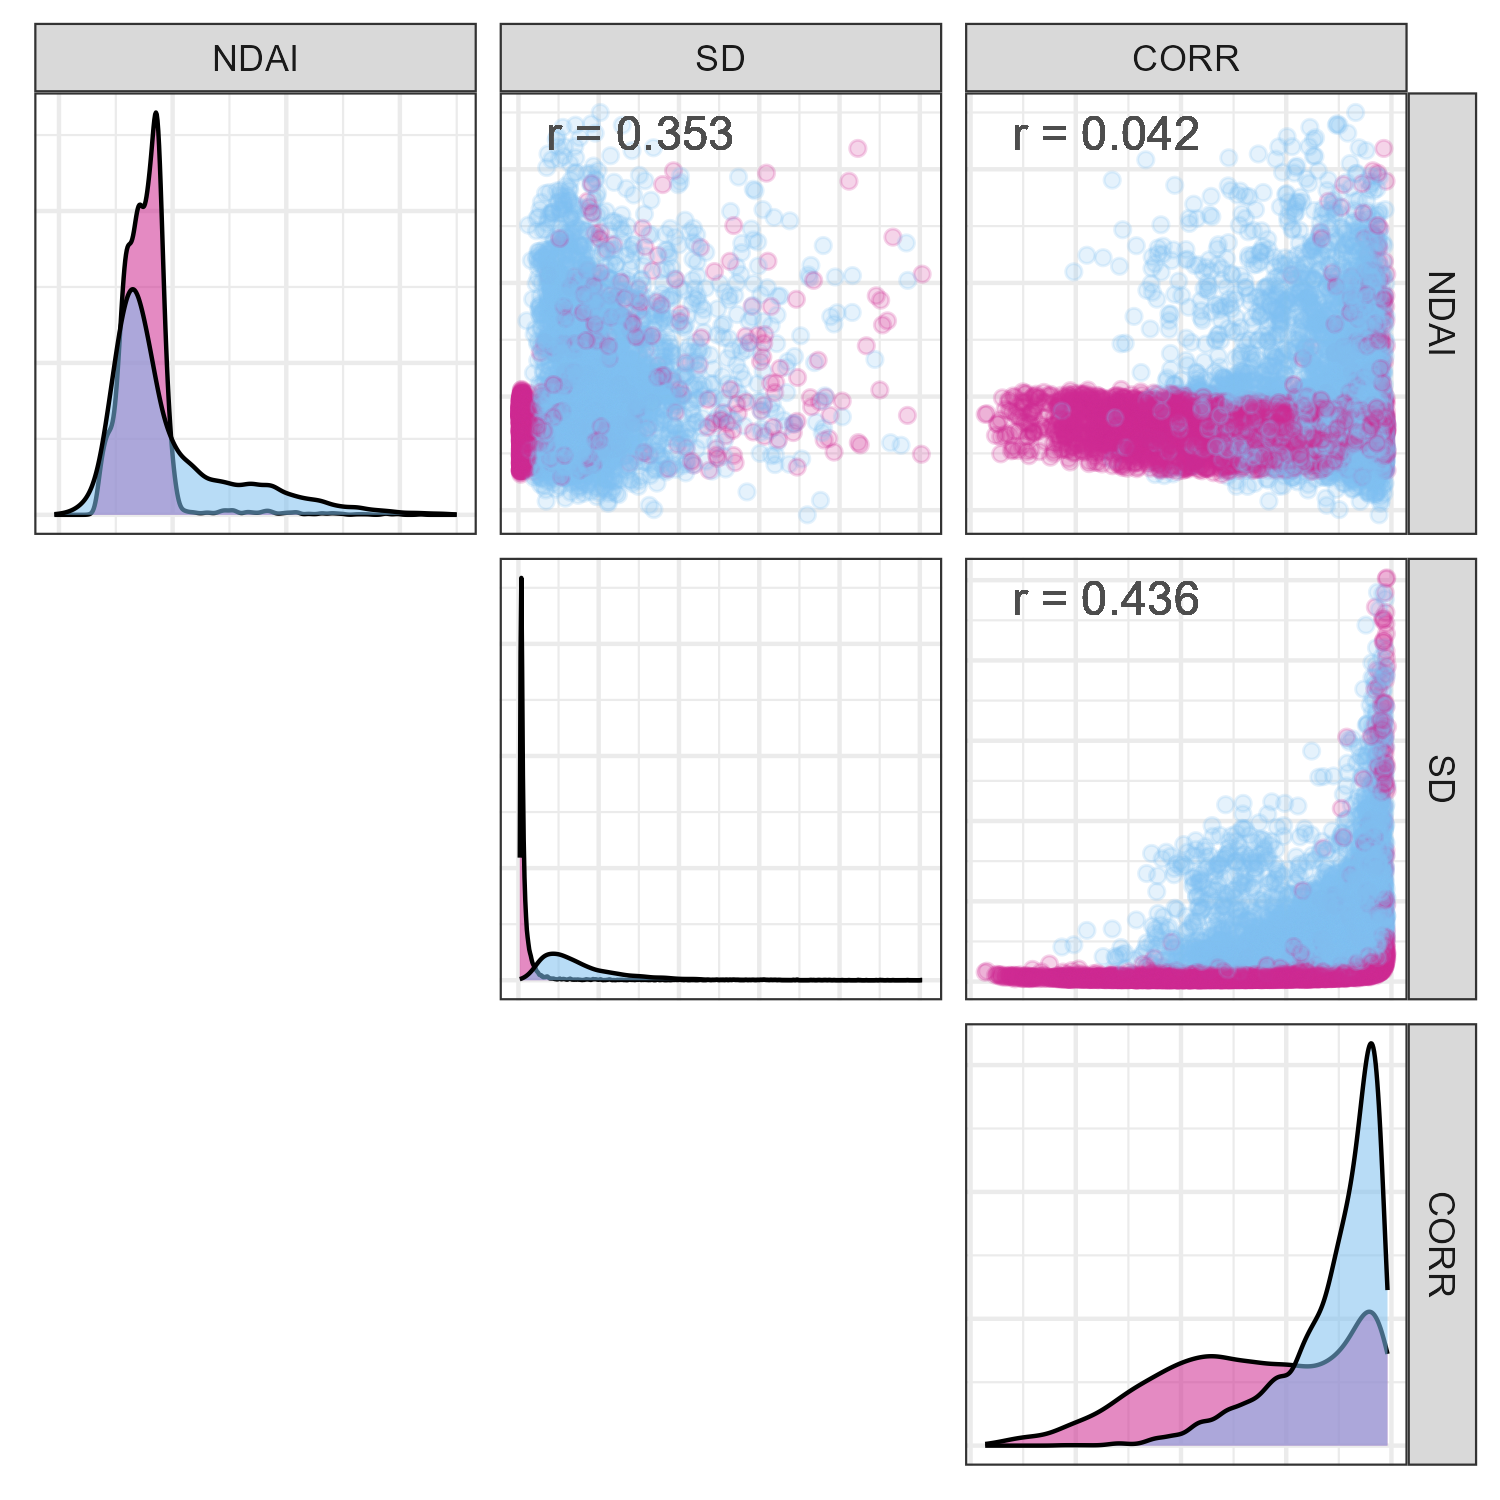 NDAI
SD
CORR
r = 0.353
r = 0.042
NDAI
r = 0.436
SD
CORR